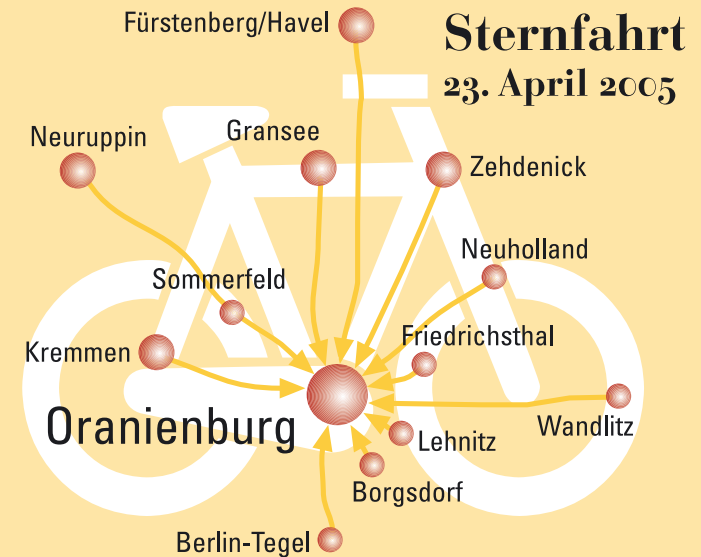 Fürstenberg/Havel
Sternfahrt
23. April 2005
Neuruppin
Gransee
Zehdenick
Neuholland
Sommerfeld
Friedrichsthal
Kremmen
Oranienburg
Wandlitz
Lehnitz
Borgsdorf
Berlin-Tegel